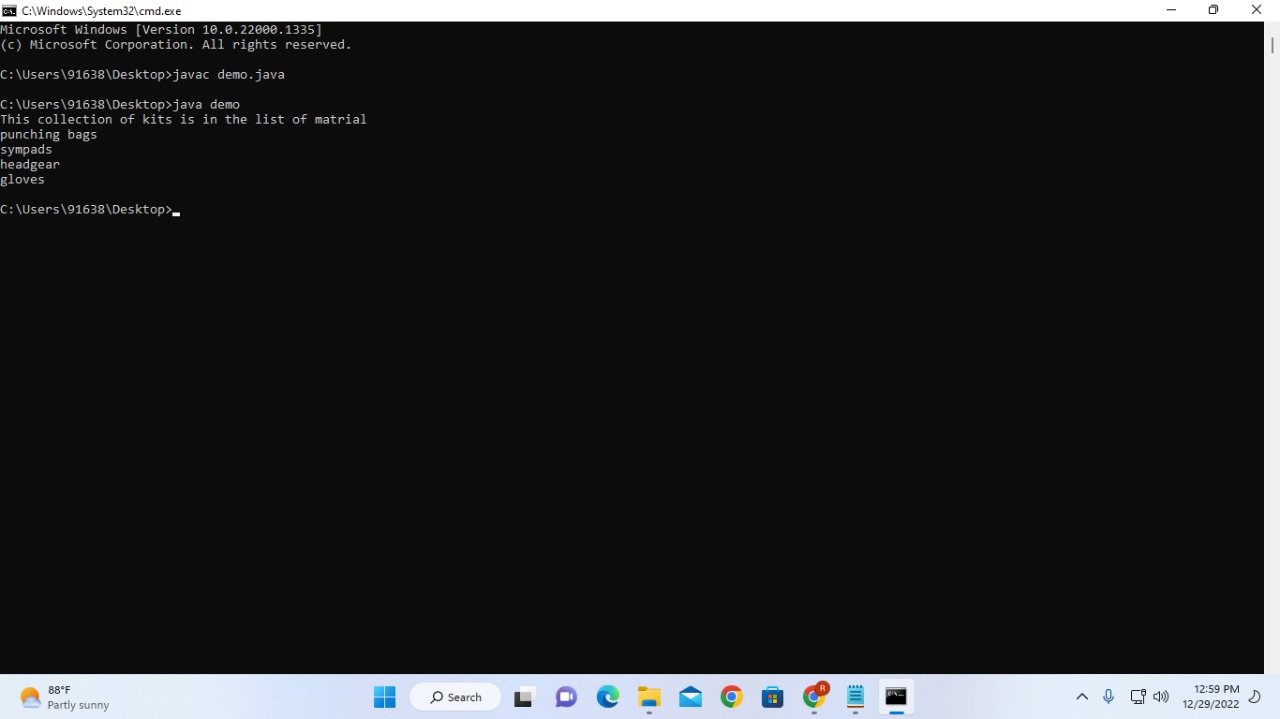 C:\Windows\System32\cmd.exe
Microsoft Windows [Version 10.0.22000.1335]
(c) Microsoft Corporation. All rights reserved.
C:\Users\91638\Desktop>javac demo.java
C:\Users\91638\Desktop>java demo
This collection of kits is in the list of matrial
punching bags
sympads
headgear
gloves
C:\Users\91638\Desktop>
88°F
Partly sunny
Search
R
12:59 PM
12/29/2022